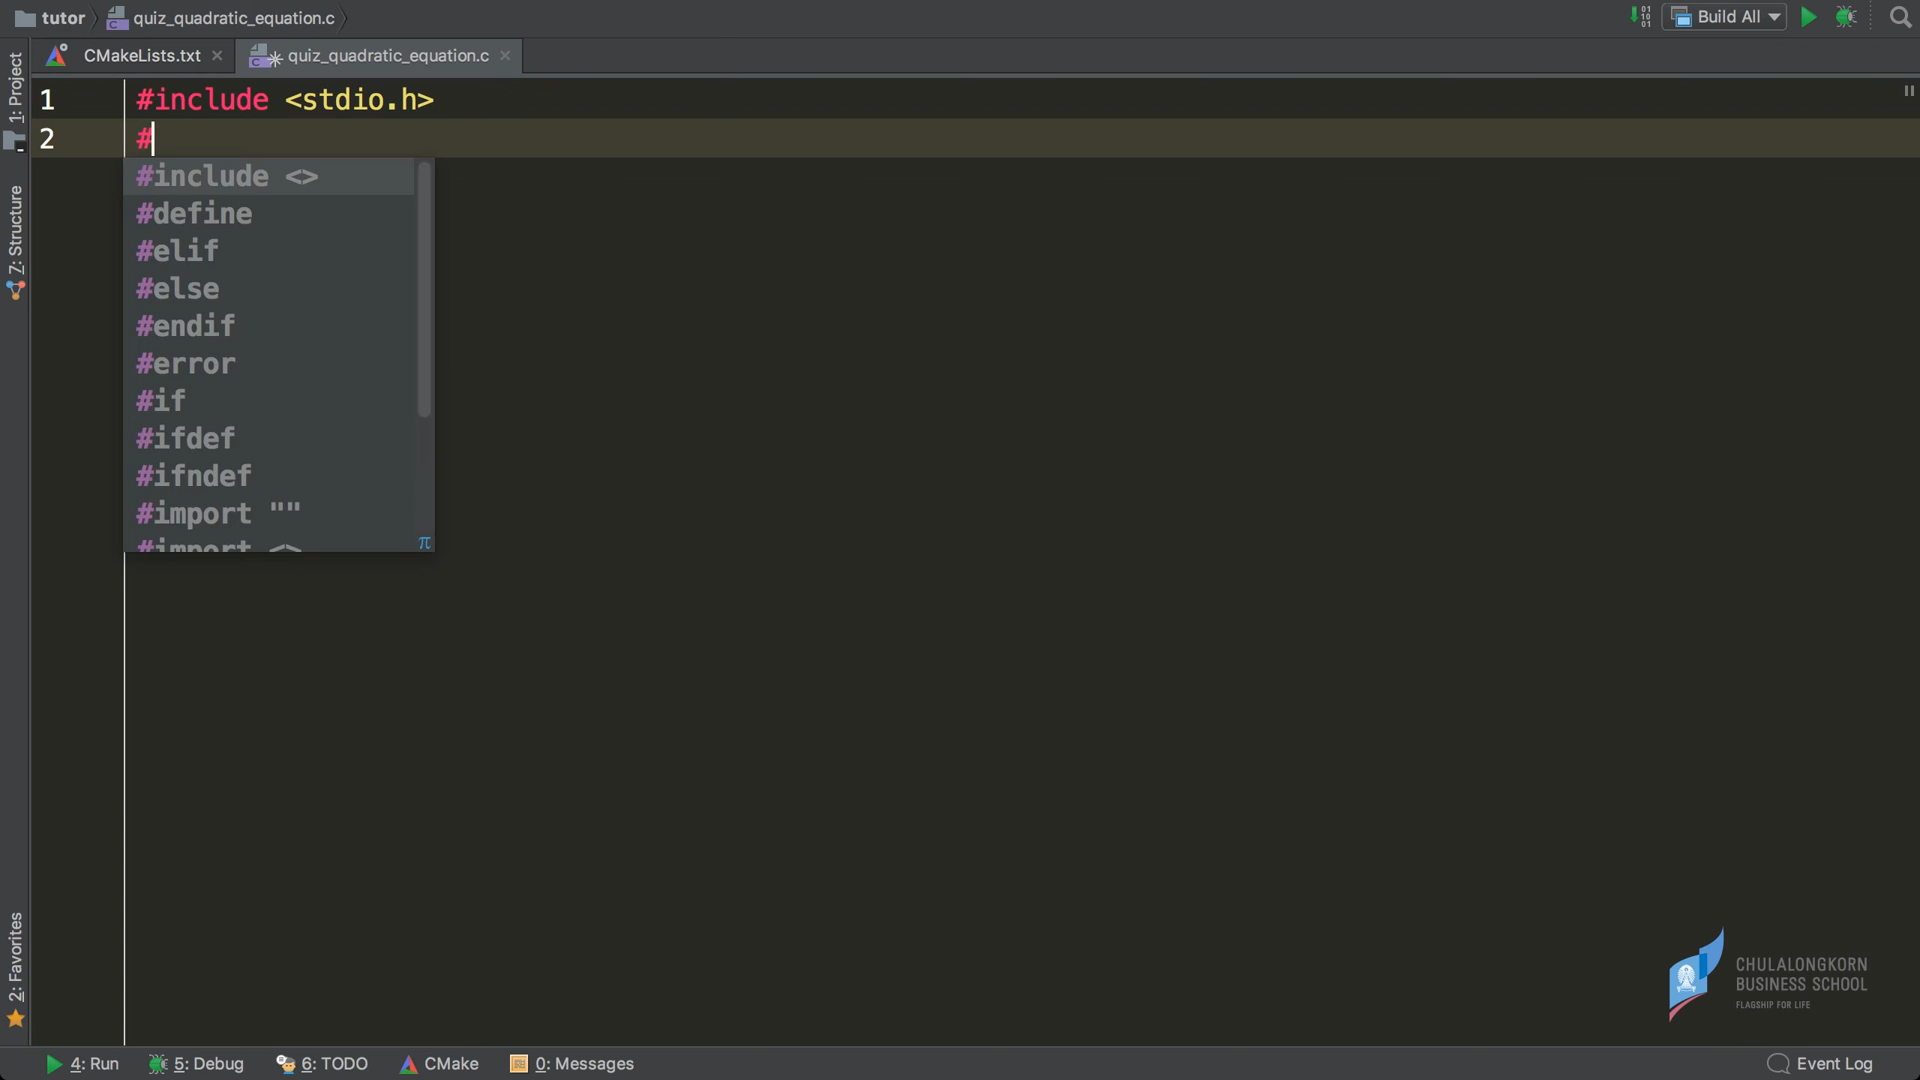 tutor
quiz_quadratic_equation.c
Build All
CMakeLists.txt
quiz_quadratic_equation.c
1: Project
7: Structure
2: Favorites
1 #include <stdio.h>
2 #
#include <>
#define
#elif
#else
#endif
#error
#if
#ifdef
#ifndef
#import ""
#import <>
π
CHULALONGKORN
BUSINESS SCHOOL
FLAGSHIP FOR LIFE
4: Run
5: Debug
6: TODO
CMake
0: Messages
Event Log